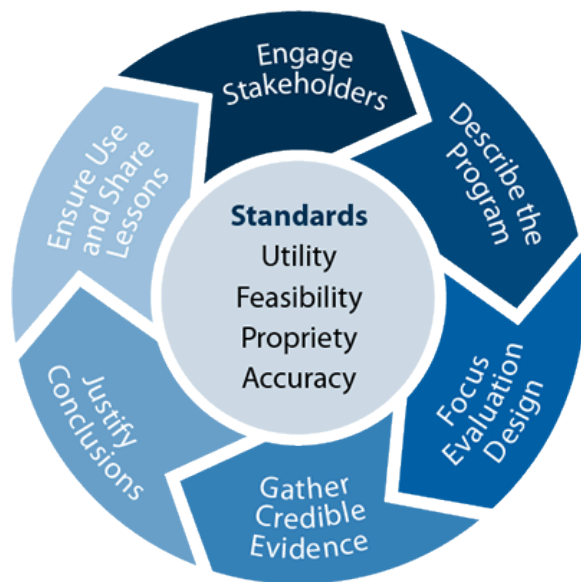 Engage
Stakeholders
Describe the
Program
Focus
Evaluation
Design
Gather
Credible
Evidence
Justify
Conclusions
Ensure Use
and Share
Lessons
Standards
Utility
Feasibility
Propriety
Accuracy